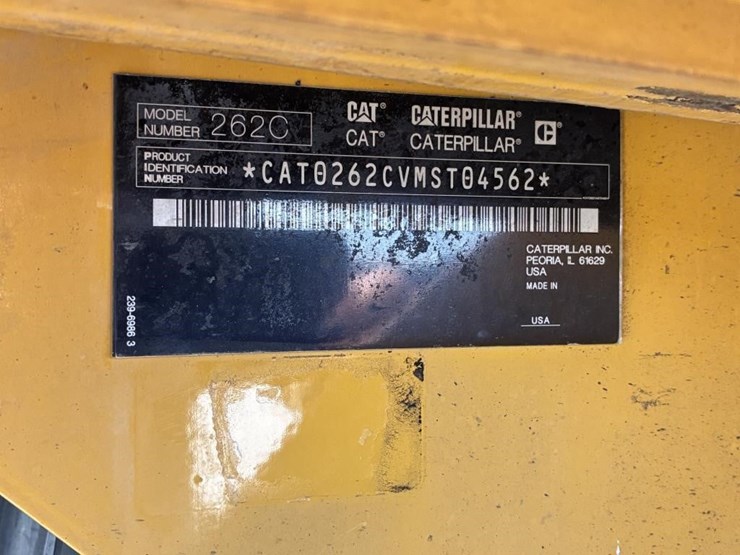 MODEL NUMBER 262C
CAT® CATERPILLAR® C®
CAT® CATERPILLAR®
PRODUCT
IDENTIFICATION
NUMBER
*CAT0262CVMST04562*
CATERPILLAR INC.
PEORIA, IL 61629
USA
MADE IN
USA
239-6986 3